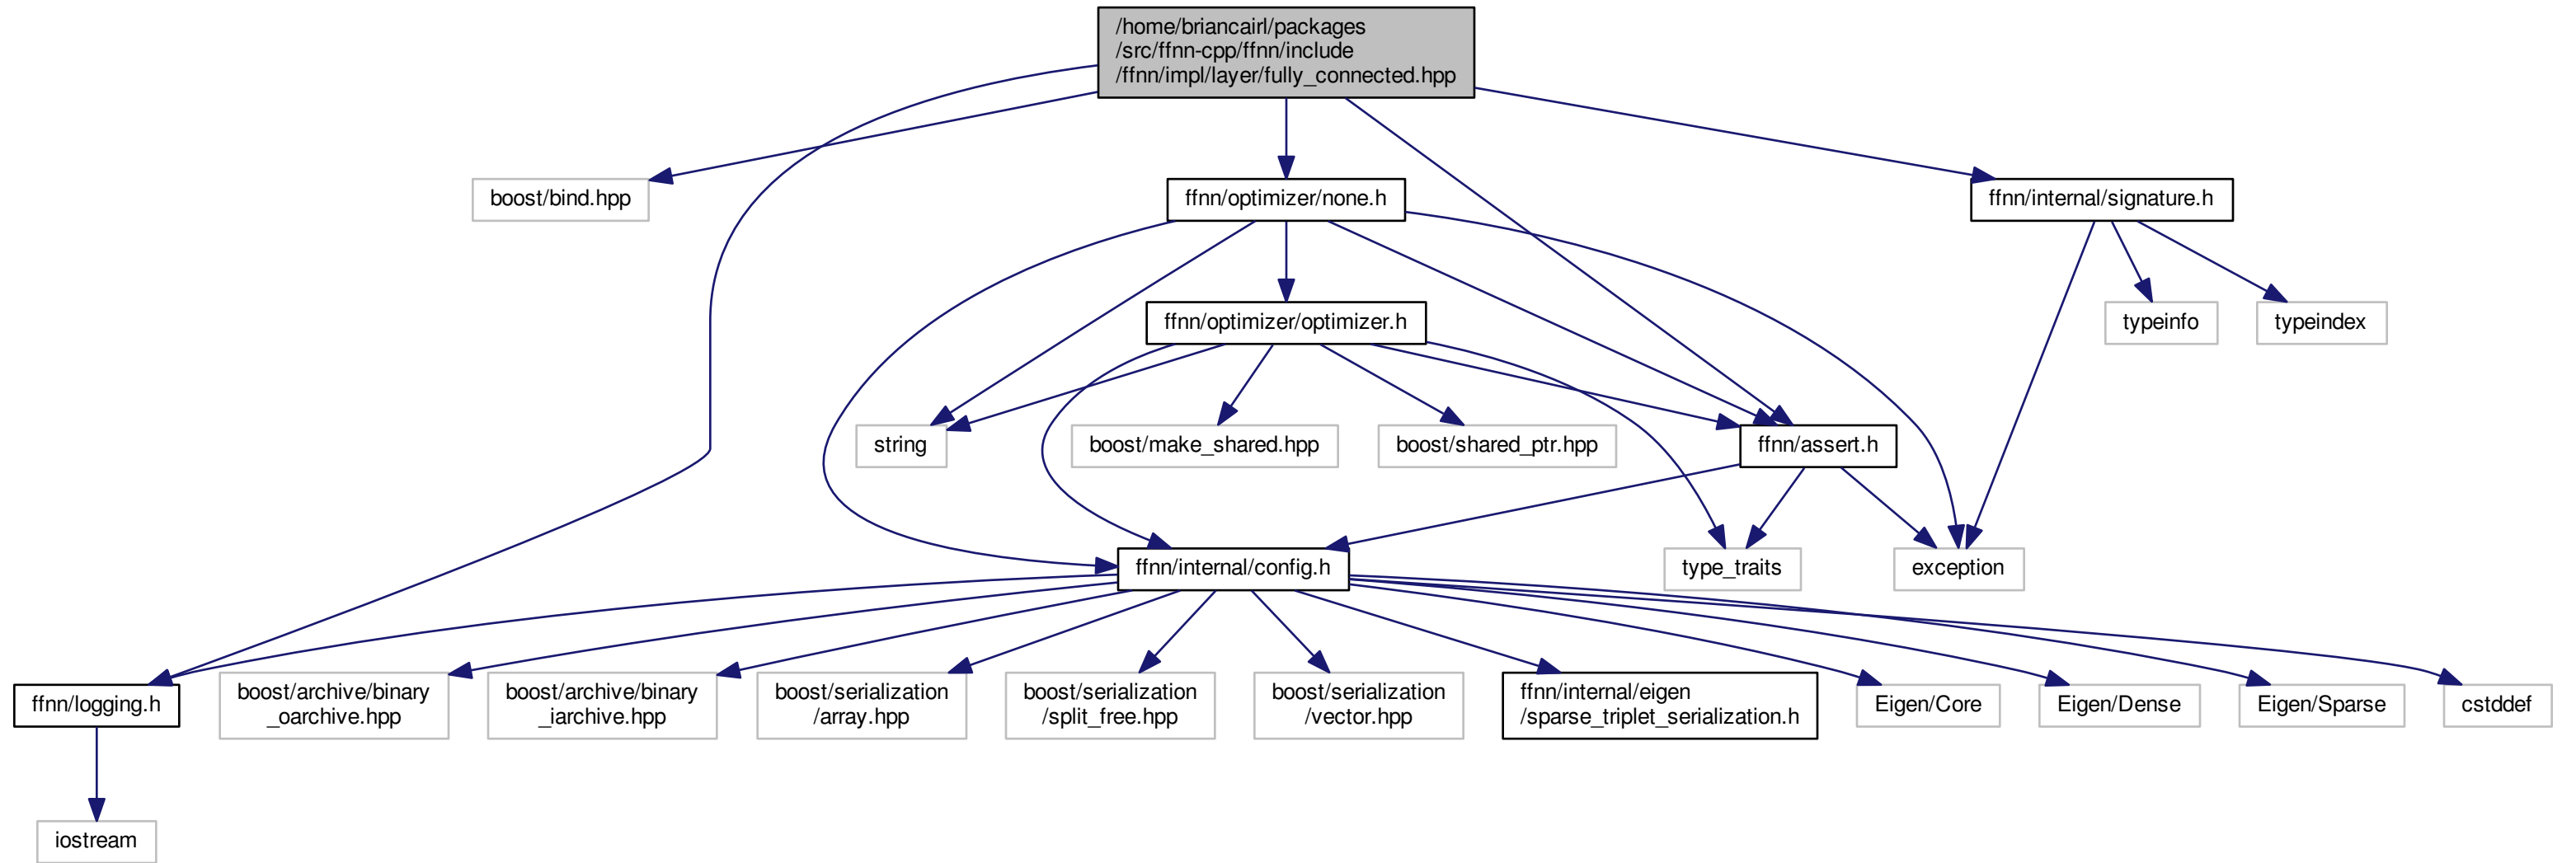 /home/briancairl/packages
/src/ffnn-cpp/ffnn/include
/ffnn/impl/layer/fully_connected.hpp
boost/bind.hpp
ffnn/optimizer/none.h
ffnn/internal/signature.h
ffnn/optimizer/optimizer.h
typeinfo
typeindex
string
boost/make_shared.hpp
boost/shared_ptr.hpp
ffnn/assert.h
ffnn/internal/config.h
type_traits
exception
ffnn/logging.h
boost/archive/binary
_oarchive.hpp
boost/archive/binary
_iarchive.hpp
boost/serialization
/array.hpp
boost/serialization
/split_free.hpp
boost/serialization
/vector.hpp
ffnn/internal/eigen
/sparse_triplet_serialization.h
Eigen/Core
Eigen/Dense
Eigen/Sparse
cstddef
iostream